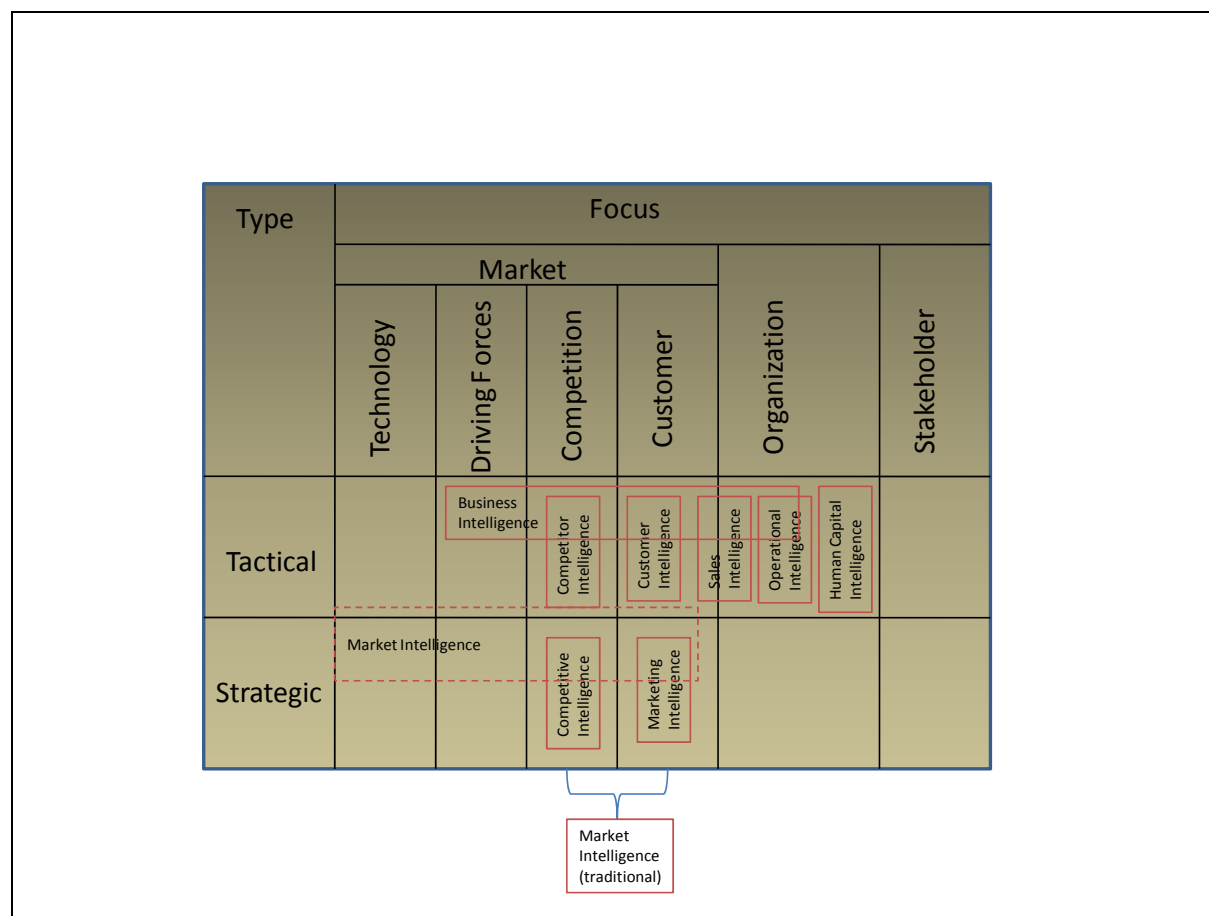 Type
Focus
Market
Technology
Driving Forces
Competition
Customer
Organization
Stakeholder
Tactical
Business
Intelligence
Competitor
Intelligence
Customer
Intelligence
Sales
Intelligence
Operational
Intelligence
Human Capital
Intelligence
Strategic
Market Intelligence
Competitive
Intelligence
Marketing
Intelligence
Market
Intelligence
(traditional)